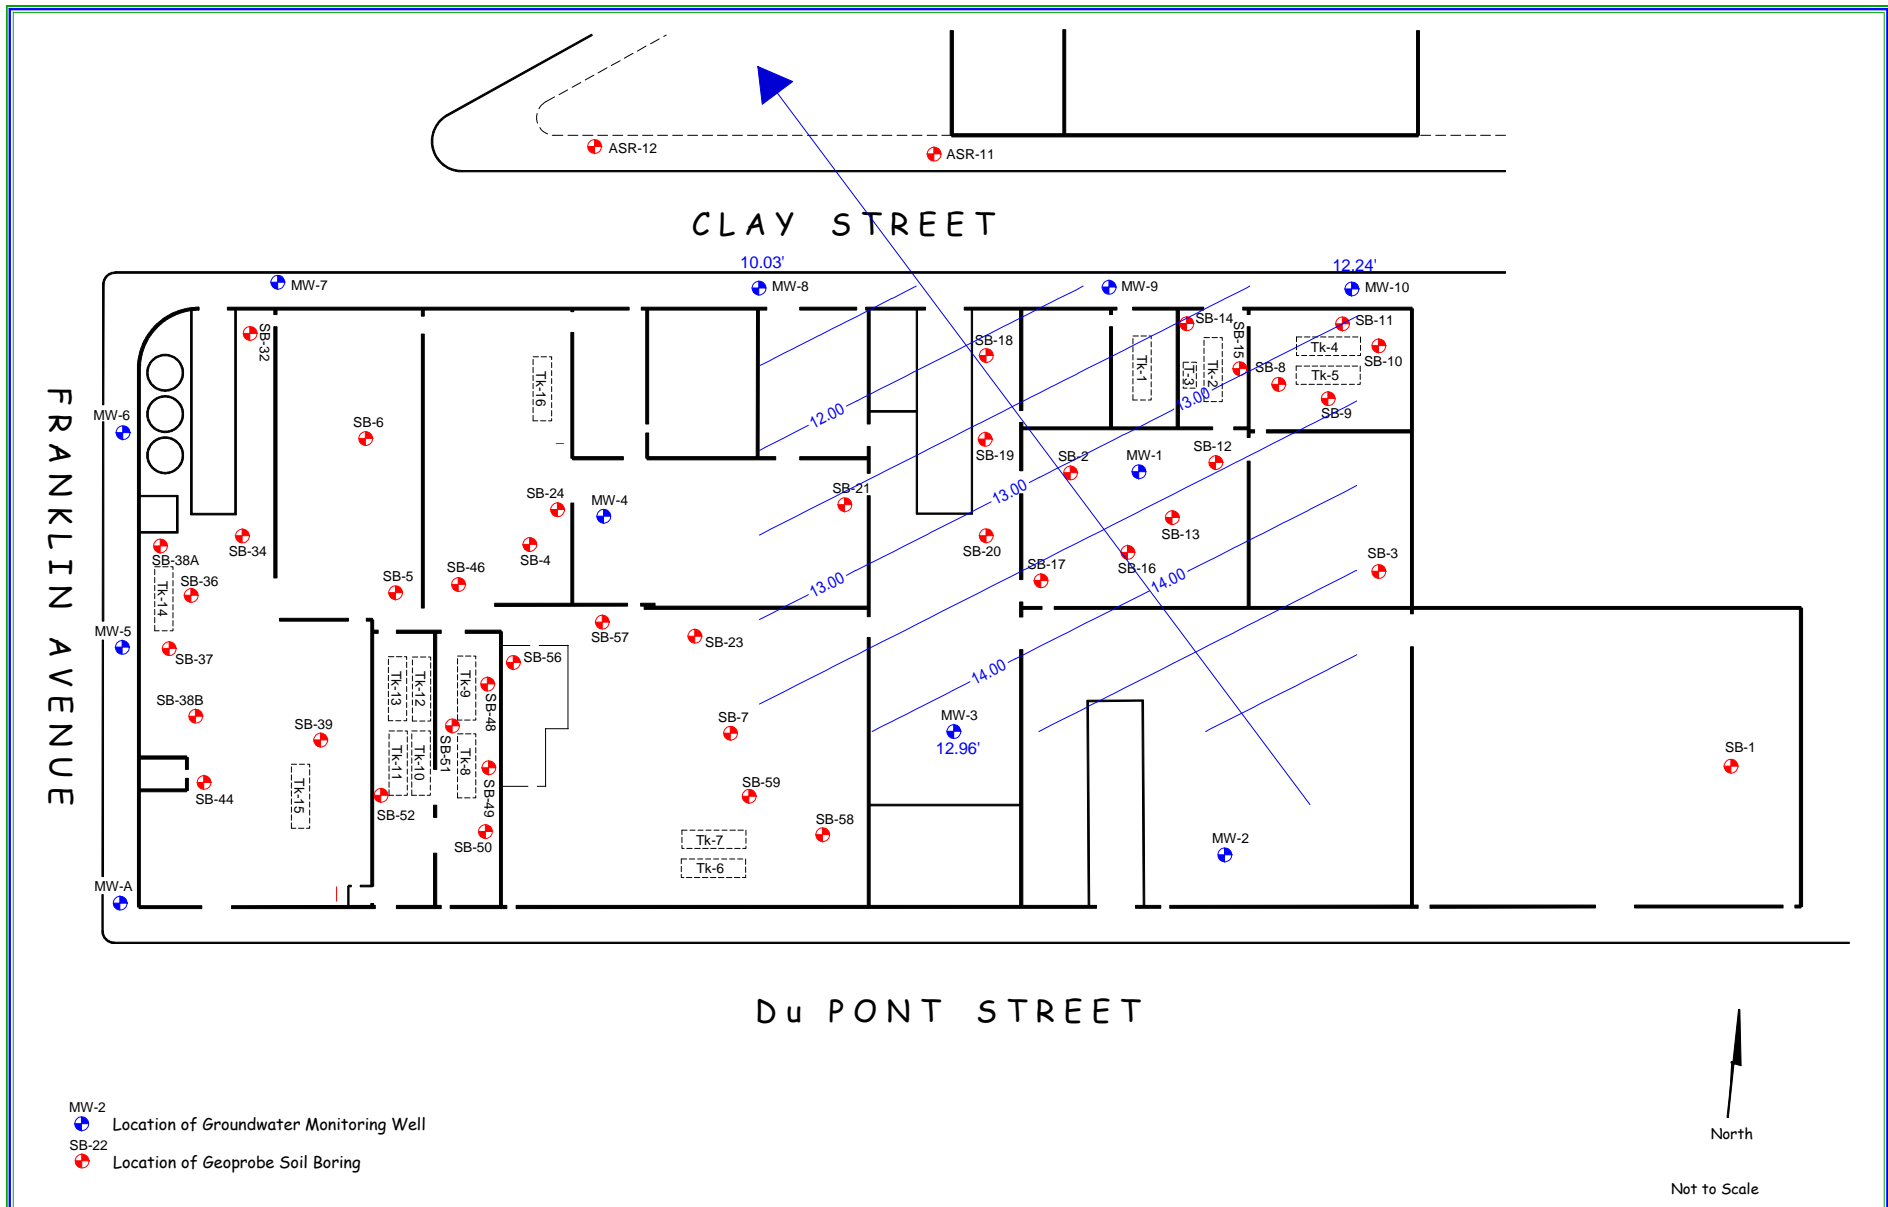 ASR-12
ASR-11
CLAY STREET
10.03'
12.24'
MW-7
MW-8
MW-9
MW-10
SB-32
SB-18
SB-14
SB-15
SB-11
SB-10
Tk-4
Tk-5
Tk-1
T-3
Tk-2
SB-8
SB-9
Tk-16
FRANKLIN AVENUE
MW-6
SB-6
12.00
13.00
SB-19
SB-2
MW-1
SB-12
SB-24
MW-4
SB-21
13.00
SB-34
SB-38A
SB-4
SB-20
SB-13
SB-3
SB-36
Tk-14
SB-5
SB-46
13.00
SB-17
SB-16
14.00
MW-5
SB-37
SB-57
SB-23
SB-56
14.00
Tk-13
Tk-12
Tk-9
SB-48
SB-38B
SB-39
SB-7
MW-3
12.96'
SB-51
Tk-11
Tk-10
Tk-8
SB-1
SB-44
Tk-15
SB-52
SB-49
SB-59
SB-50
SB-58
Tk-7
Tk-6
MW-2
MW-A
Du PONT STREET
MW-2
Location of Groundwater Monitoring Well
SB-22
Location of Geoprobe Soil Boring
North
Not to Scale